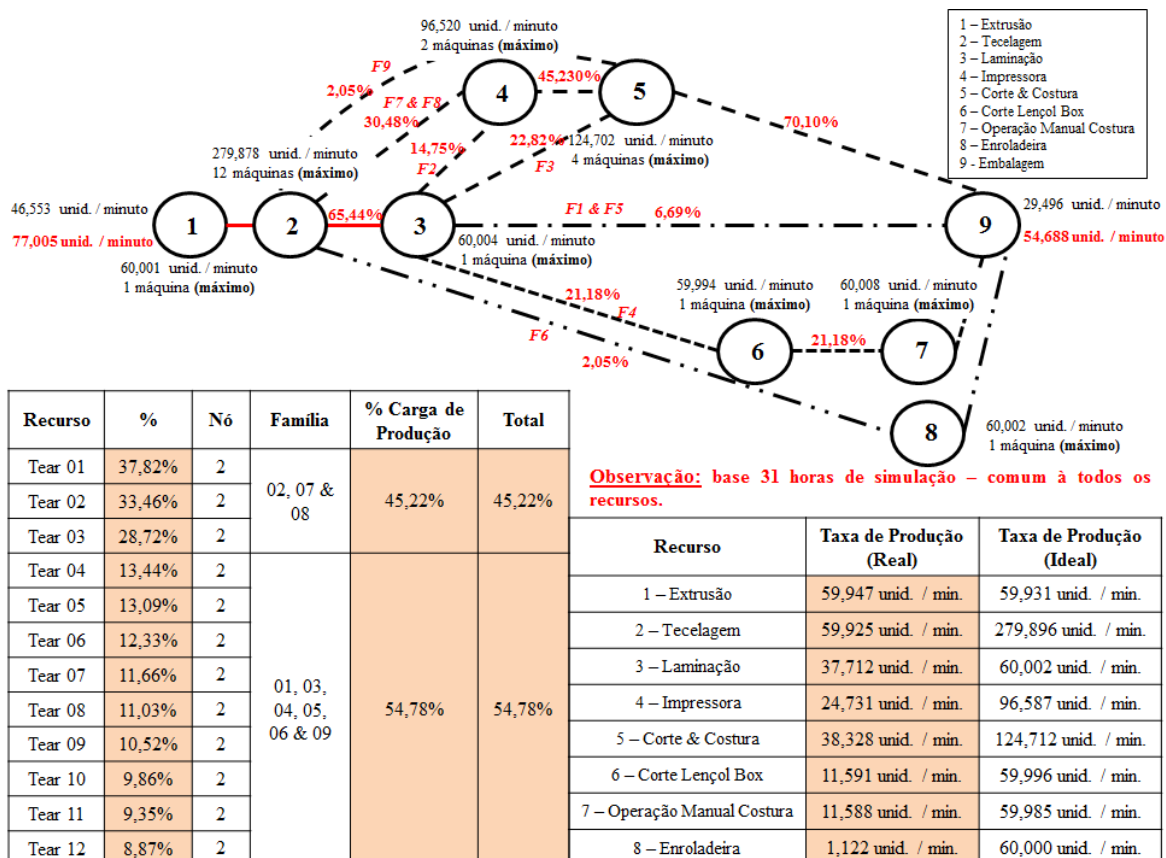 96,520 unid. / minuto
2 máquinas (máximo)
1 – Extrusão
2 – Tecelagem
3 – Laminação
4 – Impressora
5 – Corte & Costura
6 – Corte Lençol Box
7 – Operação Manual Costura
8 – Enroladeira
9 - Embalagem
F9
2,05%
F7 & F8
30,48%
4
45,230%
5
70,10%
279,878 unid. / minuto
12 máquinas (máximo)
14,75%
F2
22,82%
F3
124,702 unid. / minuto
4 máquinas (máximo)
46,553 unid. / minuto
77,005 unid. / minuto
1
2
65,44%
3
F1 & F5
6,69%
9
29,496 unid. / minuto
54,688 unid. / minuto
60,001 unid. / minuto
1 máquina (máximo)
60,004 unid. / minuto
1 máquina (máximo)
59,994 unid. / minuto
1 máquina (máximo)
60,008 unid. / minuto
1 máquina (máximo)
21,18%
F4
F6
2,05%
6
21,18%
7
8
60,002 unid. / minuto
1 máquina (máximo)
Recurso % Nó Família % Carga de Produção Total
Tear 01 37,82% 2
Tear 02 33,46% 2 02, 07 & 08 45,22% 45,22%
Tear 03 28,72% 2
Tear 04 13,44% 2
Tear 05 13,09% 2
Tear 06 12,33% 2
Tear 07 11,66% 2
Tear 08 11,03% 2 01, 03, 04, 05, 06 & 09 54,78% 54,78%
Tear 09 10,52% 2
Tear 10 9,86% 2
Tear 11 9,35% 2
Tear 12 8,87% 2
Observação: base 31 horas de simulação – comum à todos os
recursos.
Recurso Taxa de Produção (Real) Taxa de Produção (Ideal)
1 – Extrusão 59,947 unid. / min. 59,931 unid. / min.
2 – Tecelagem 59,925 unid. / min. 279,896 unid. / min.
3 – Laminação 37,712 unid. / min. 60,002 unid. / min.
4 – Impressora 24,731 unid. / min. 96,587 unid. / min.
5 – Corte & Costura 38,328 unid. / min. 124,712 unid. / min.
6 – Corte Lençol Box 11,591 unid. / min. 59,996 unid. / min.
7 – Operação Manual Costura 11,588 unid. / min. 59,985 unid. / min.
8 – Enroladeira 1,122 unid. / min. 60,000 unid. / min.